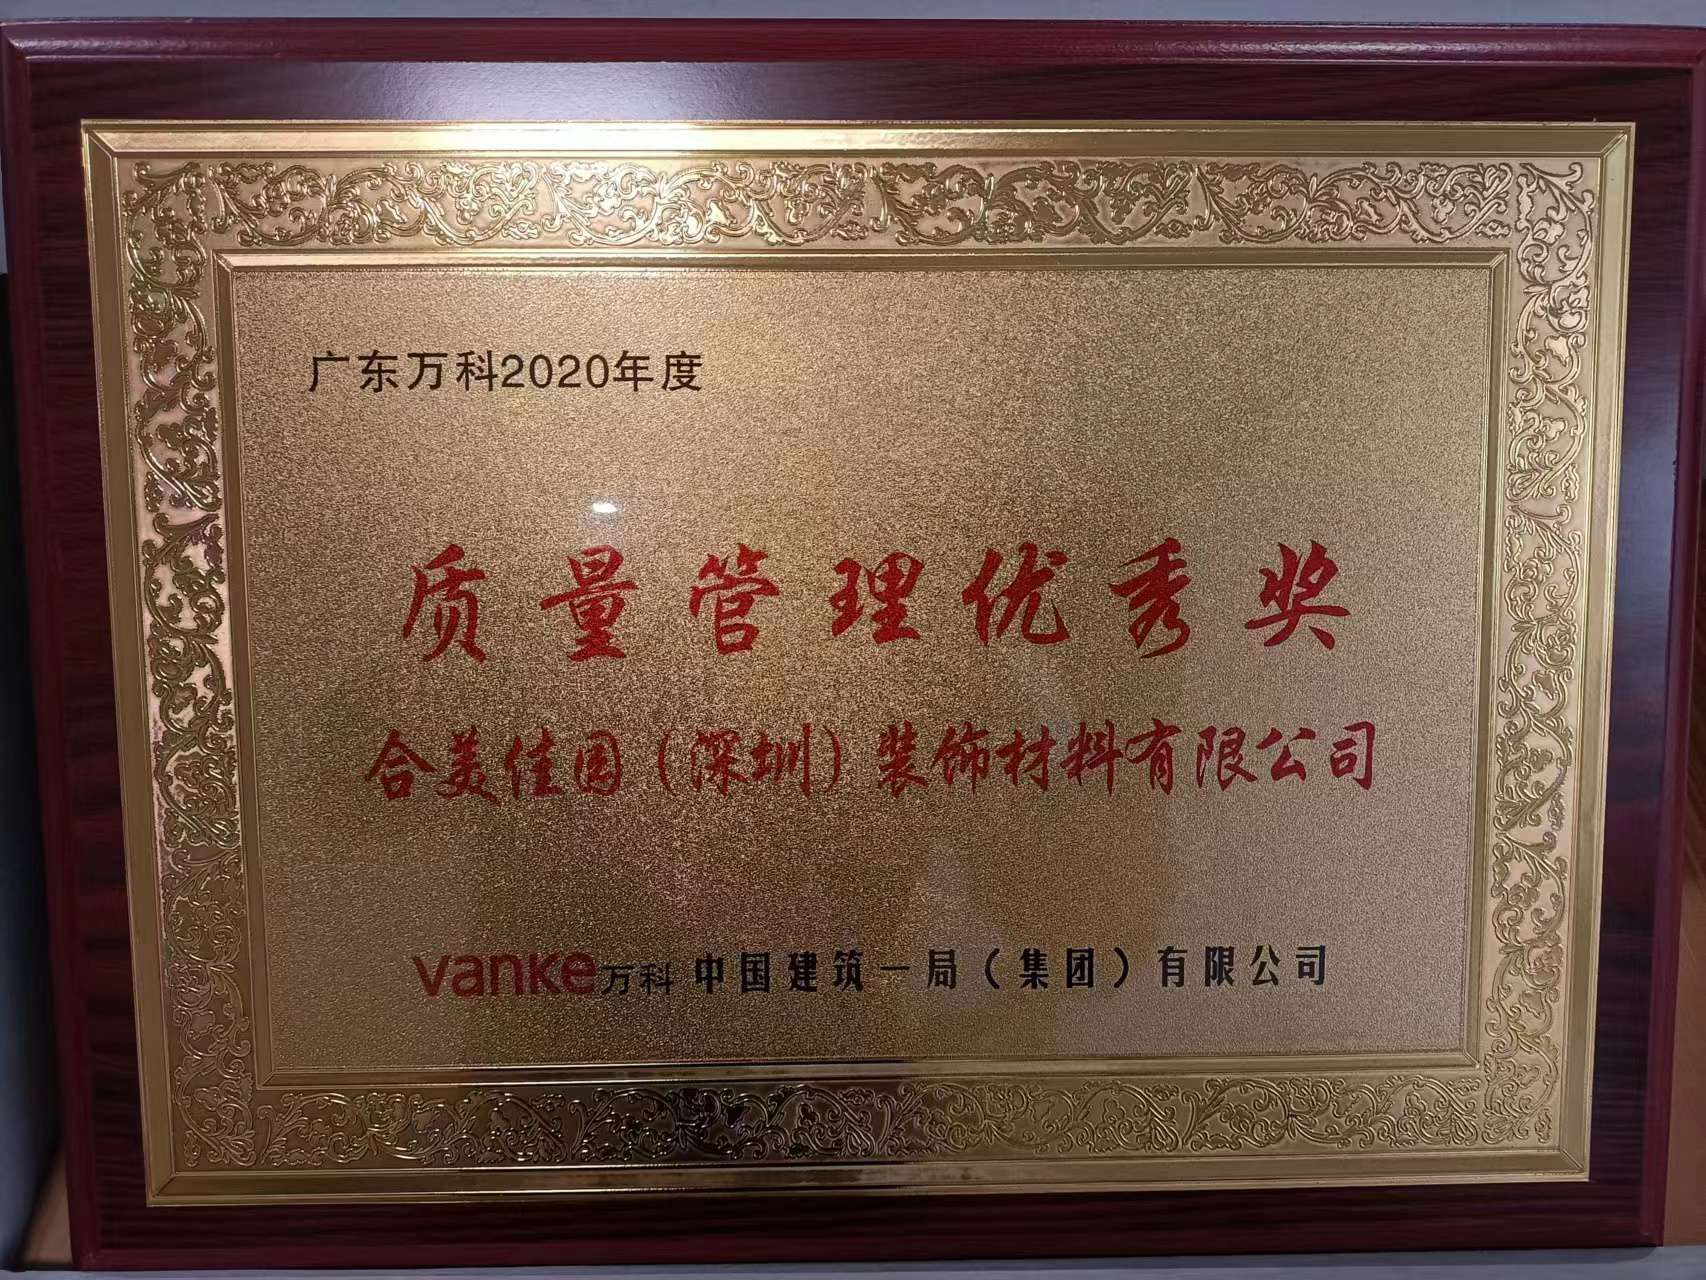 广东万科2020年度
质量管理优秀奖
合美佳园（深圳）装饰材料有限公司
vanke万科 中国建筑一局（集团）有限公司